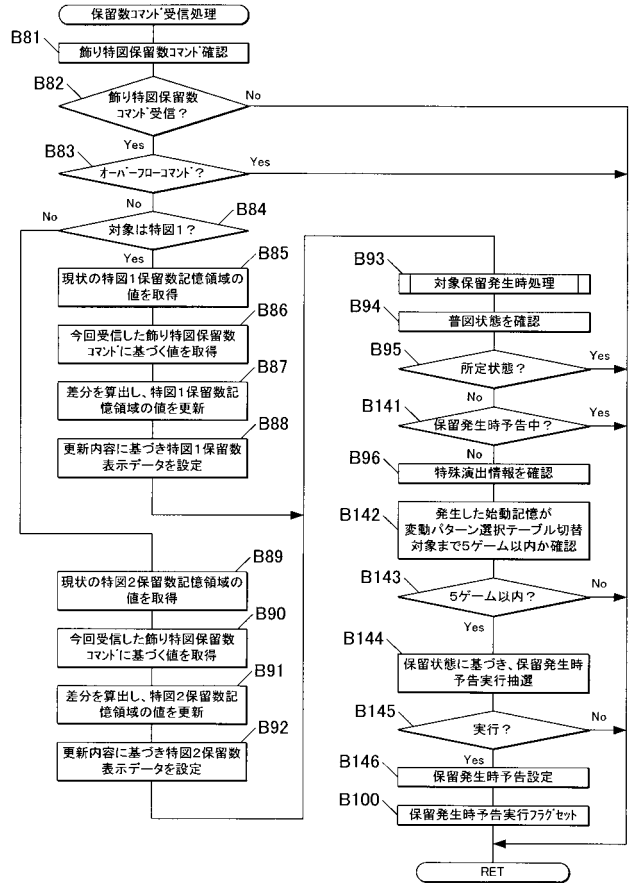 保留数コマンド受信処理
B81
飾り特図保留数コマンド確認
B82
飾り特図保留数
コマンド受信？
No
Yes
B83
オーバーフローコマンド？
Yes
No
B84
対象は特図1？
No
Yes
B85
現状の特図1保留数記憶領域の
値を取得
B86
今回受信した飾り特図保留数
コマンドに基づく値を取得
B87
差分を算出し、特図1保留数記
憶領域の値を更新
B88
更新内容に基づき特図1保留数
表示データを設定
B89
現状の特図2保留数記憶領域の
値を取得
B90
今回受信した飾り特図保留数
コマンドに基づく値を取得
B91
差分を算出し、特図2保留数記
憶領域の値を更新
B92
更新内容に基づき特図2保留数
表示データを設定
B93
対象保留発生時処理
B94
普図状態を確認
B95
所定状態？
Yes
No
B141
保留発生時予告中？
Yes
No
B96
特殊演出情報を確認
B142
発生した始動記憶が
変動パターン選択テーブル切替
対象まで5ゲーム以内か確認
B143
5ゲーム以内？
No
Yes
B144
保留状態に基づき、保留発生時
予告実行抽選
B145
実行？
No
Yes
B146
保留発生時予告設定
B100
保留発生時予告実行フラグセット
RET